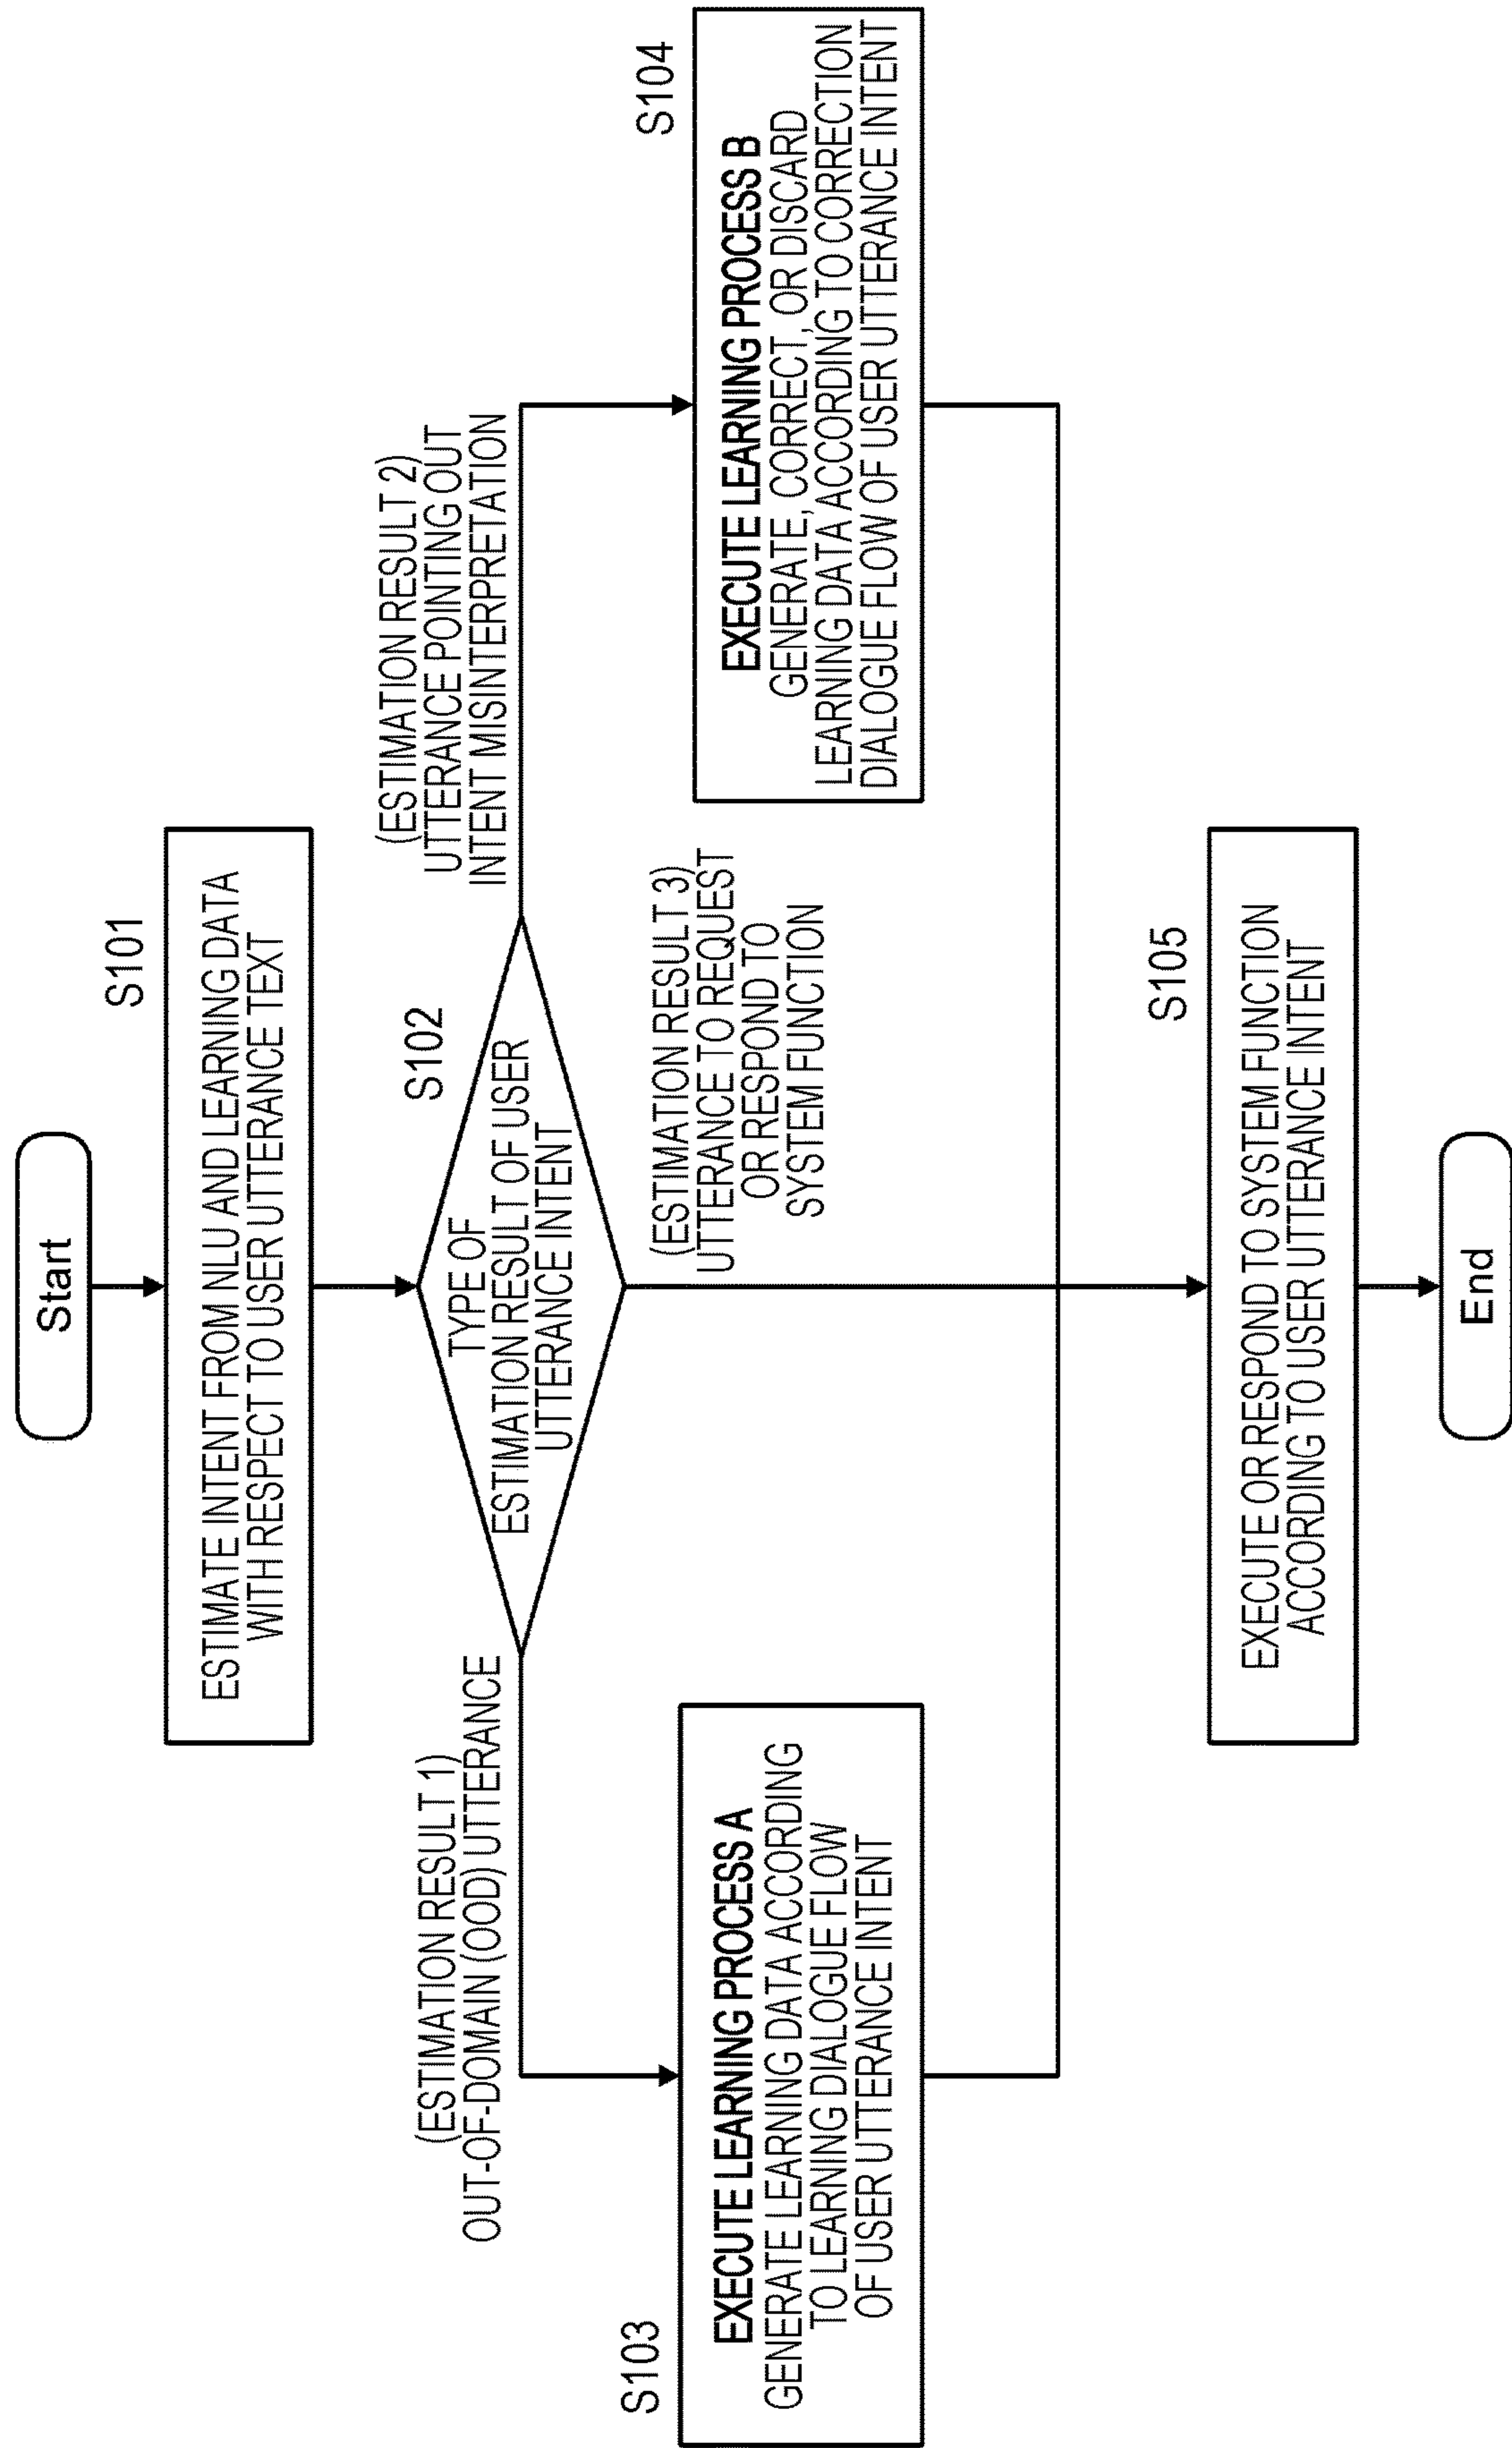 Start
S101
ESTIMATE INTENT FROM NLU AND LEARNING DATA
WITH RESPECT TO USER UTTERANCE TEXT
S102
TYPE OF
ESTIMATION RESULT OF USER
UTTERANCE INTENT
(ESTIMATION RESULT 1)
OUT-OF-DOMAIN (OOD) UTTERANCE
(ESTIMATION RESULT 2)
UTTERANCE POINTING OUT
INTENT MISINTERPRETATION
(ESTIMATION RESULT 3)
UTTERANCE TO REQUEST
OR RESPOND TO
SYSTEM FUNCTION
S103
EXECUTE LEARNING PROCESS A
GENERATE LEARNING DATA ACCORDING
TO LEARNING DIALOGUE FLOW
OF USER UTTERANCE INTENT
S104
EXECUTE LEARNING PROCESS B
GENERATE, CORRECT, OR DISCARD
LEARNING DATA ACCORDING TO CORRECTION
DIALOGUE FLOW OF USER UTTERANCE INTENT
S105
EXECUTE OR RESPOND TO SYSTEM FUNCTION
ACCORDING TO USER UTTERANCE INTENT
End